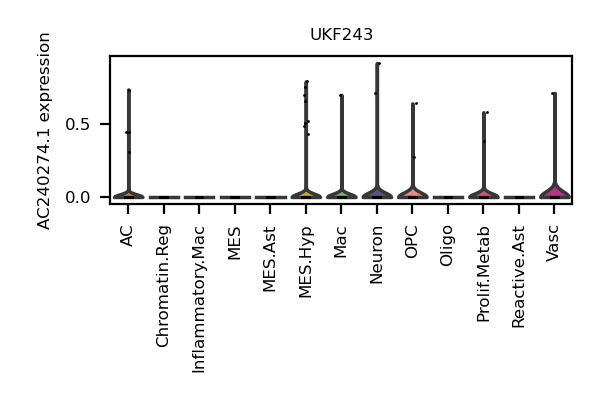 UKF243
AC240274.1 expression
0.5
0.0
AC
Chromatin.Reg
Inflammatory.Mac
MES
MES.Ast
MES.Hyp
Mac
Neuron
OPC
Oligo
Prolif.Metab
Reactive.Ast
Vasc